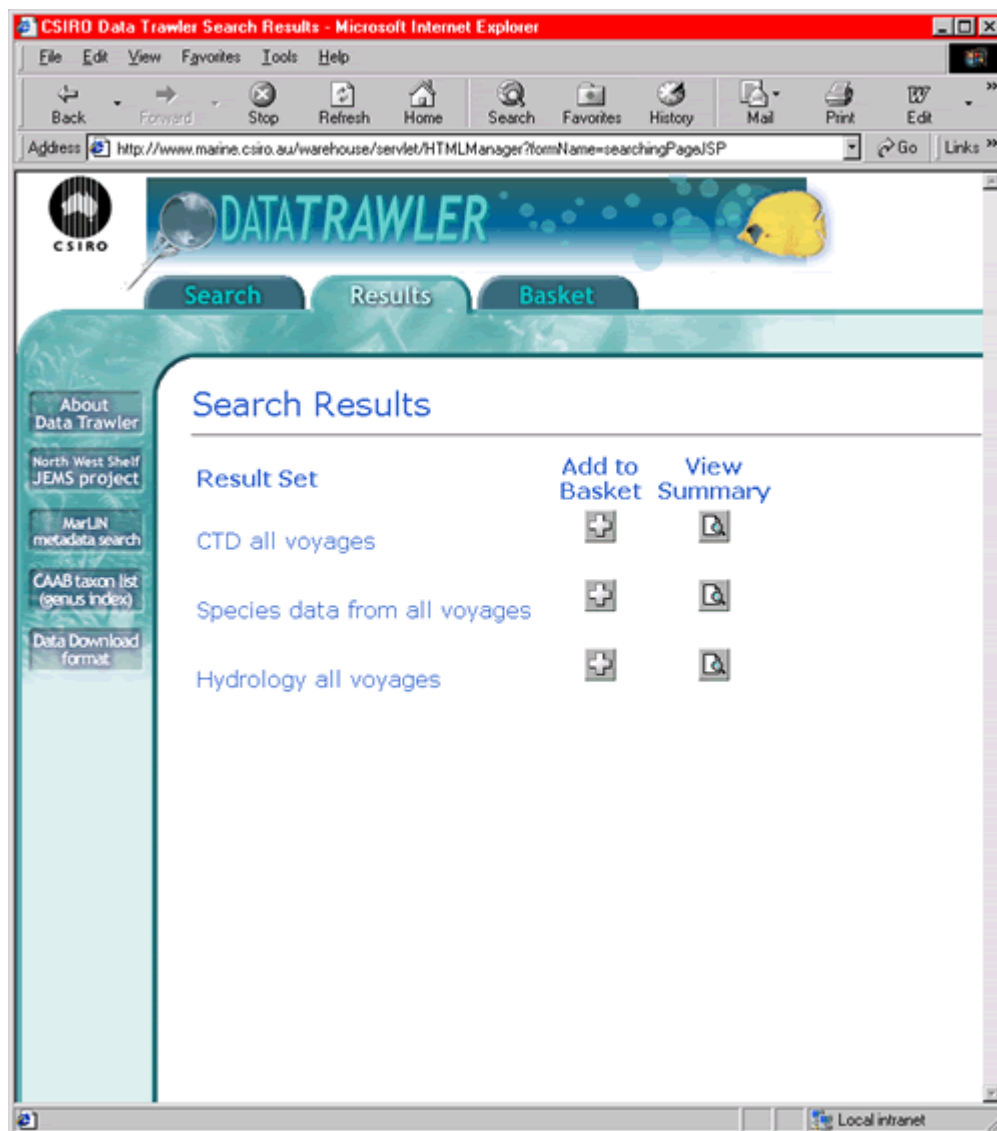 CSIRO Data Trawler Search Results - Microsoft Internet Explorer
File Edit View Favorites Tools Help
Back Forward Stop Refresh Home Search Favorites History Mail Print Edit »
Address http://www.marine.csiro.au/warehouse/servlet/HTMLManager?formName=searchingPageJSP Go Links »
CSIRO
DATATRAWLER
Search Results Basket
About
Data Trawler
North West Shelf
JEMS project
MarLIN
metadata search
CAAB taxon list
(genus index)
Data Download
format
Search Results
Result Set Add to Basket View Summary
CTD all voyages
Species data from all voyages
Hydrology all voyages
Local intranet